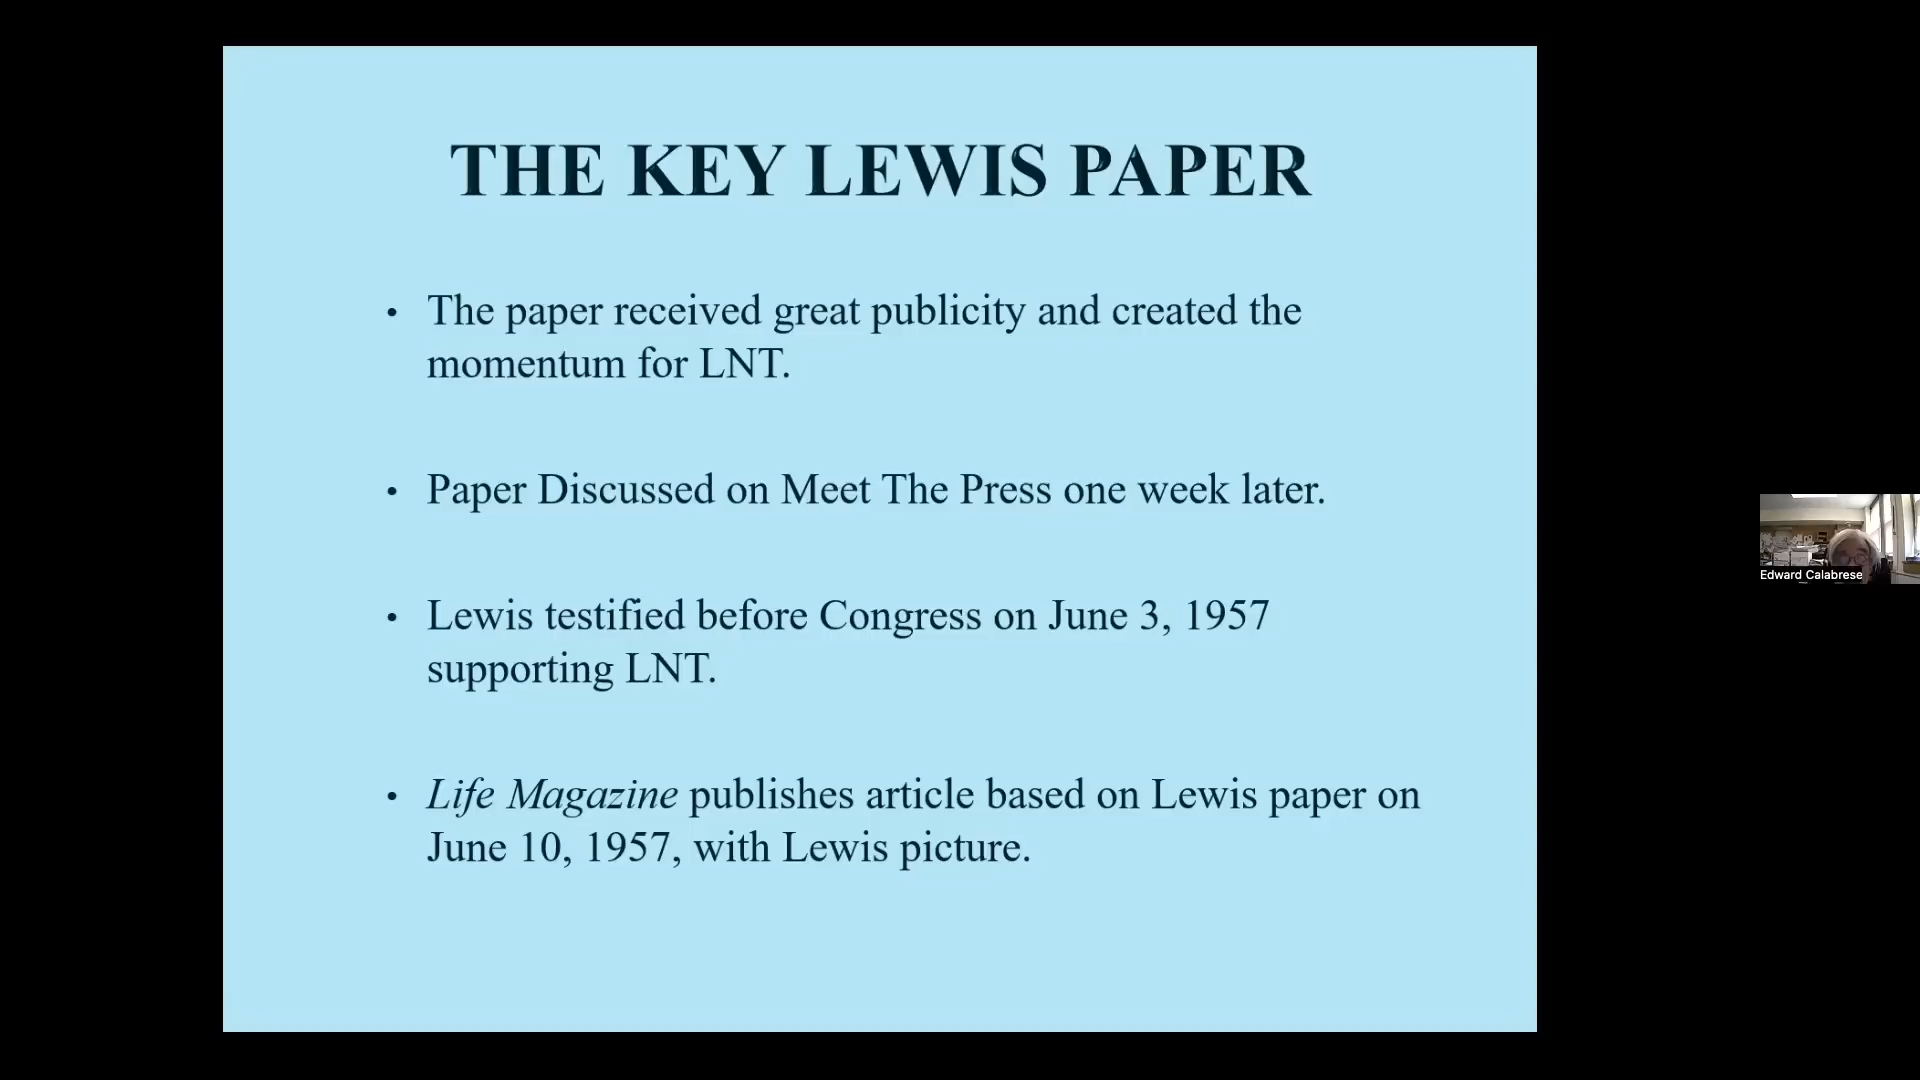 THE KEY LEWIS PAPER
• The paper received great publicity and created the
momentum for LNT.
• Paper Discussed on Meet The Press one week later.
• Lewis testified before Congress on June 3, 1957
supporting LNT.
• Life Magazine publishes article based on Lewis paper on
June 10, 1957, with Lewis picture.
Edward Calabrese